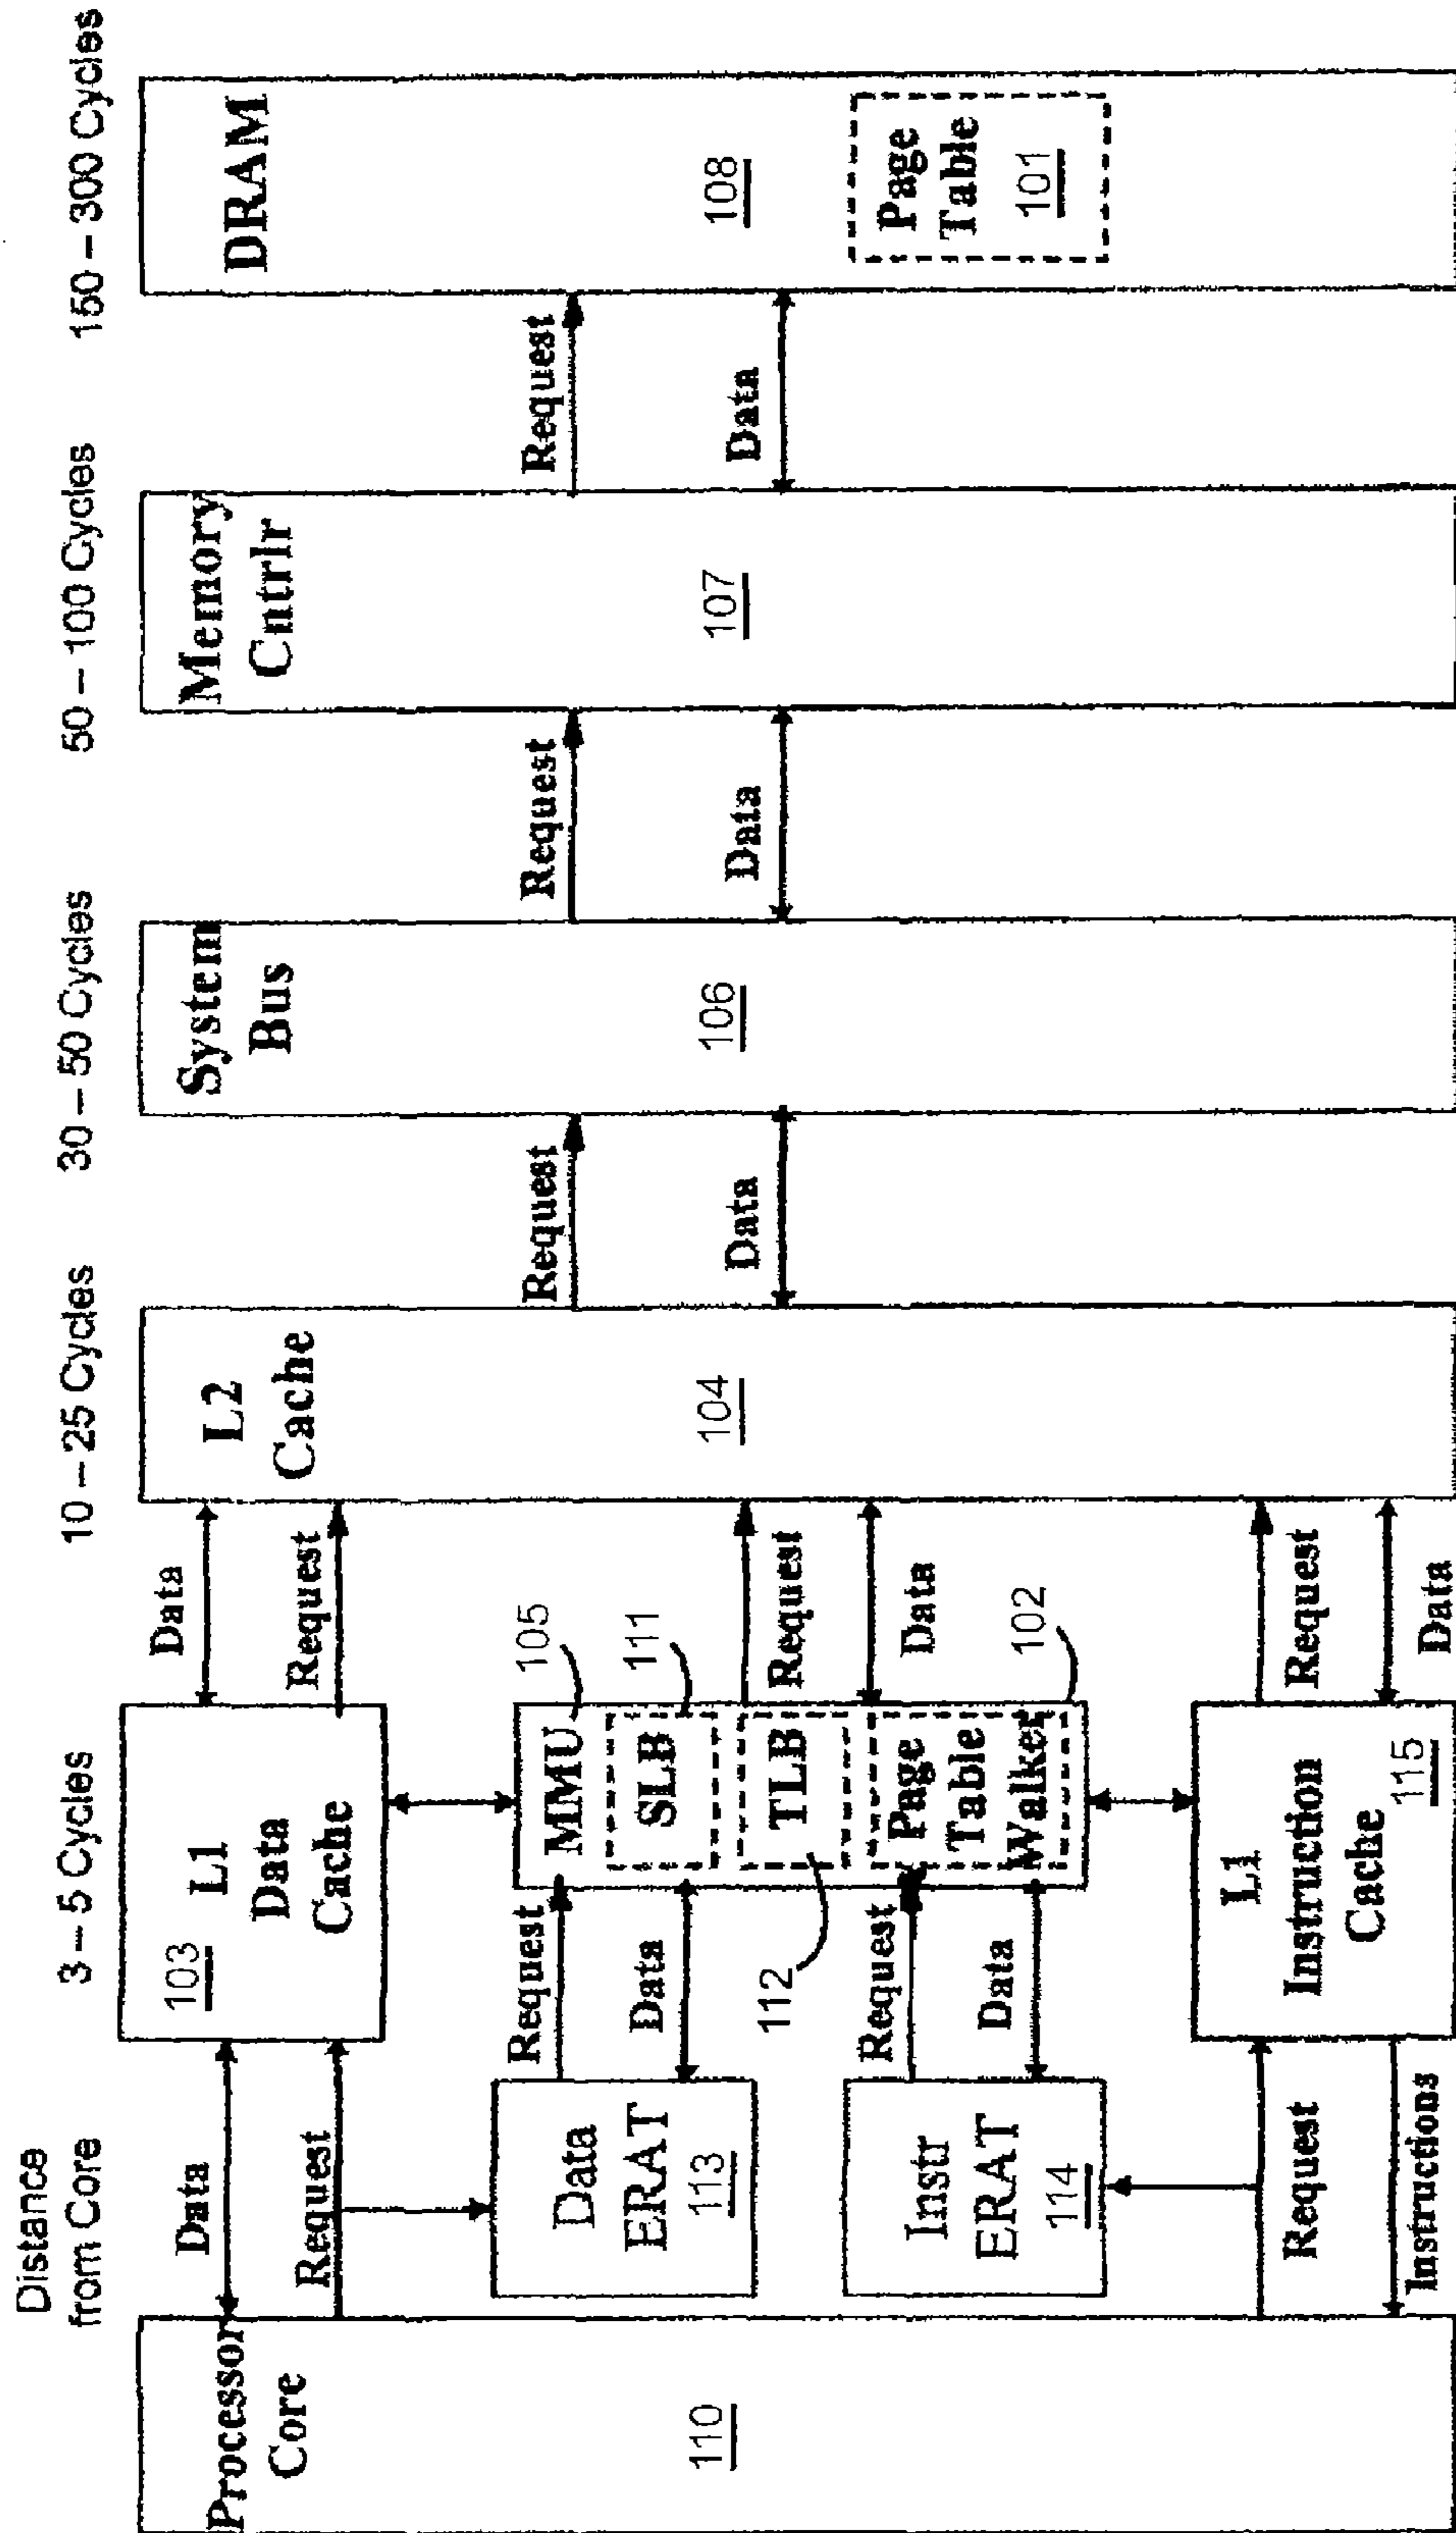 Distance
from Core
3 – 5 Cycles
10 – 25 Cycles
30 – 50 Cycles
50 – 100 Cycles
150 – 300 Cycles
Processor
Core
110
Data
Request
Request
Instructions
103
L1
Data
Cache
Data
ERAT
113
Instr
ERAT
114
Request
Data
112
Request
Data
MMU
105
SLB
111
TLB
Page
Table
Walker
102
L1
Instruction
Cache
115
Data
Request
Request
Data
Request
Data
L2
Cache
104
Request
Data
System
Bus
106
Request
Data
Memory
Cntrlr
107
Request
Data
DRAM
108
Page
Table
101